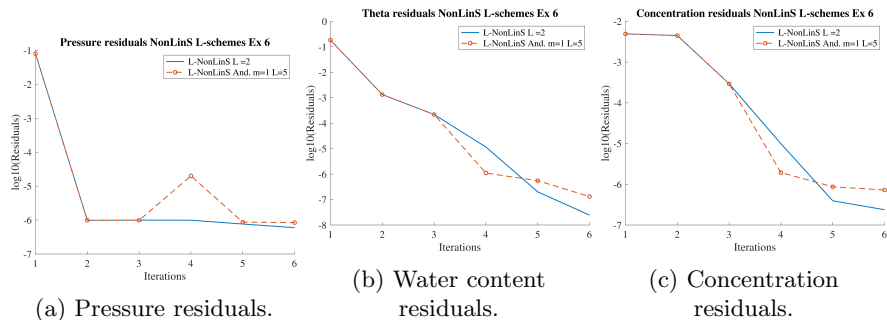 Pressure residuals NonLinS L-schemes Ex 6
L-NonLinS L =2
L-NonLinS And. m=1 L=5
log10(Residuals)
-1
-2
-3
-4
-5
-6
-7
1 2 3 4 5 6
Iterations
(a) Pressure residuals.
Theta residuals NonLinS L-schemes Ex 6
L-NonLinS L =2
L-NonLinS And. m=1 L=5
log10(Residuals)
0
-1
-2
-3
-4
-5
-6
-7
-8
1 2 3 4 5 6
Iterations
(b) Water content
residuals.
Concentration residuals NonLinS L-schemes Ex 6
L-NonLinS L =2
L-NonLinS And. m=1 L=5
log10(Residuals)
-2
-3
-4
-5
-6
-7
1 2 3 4 5 6
Iterations
(c) Concentration
residuals.